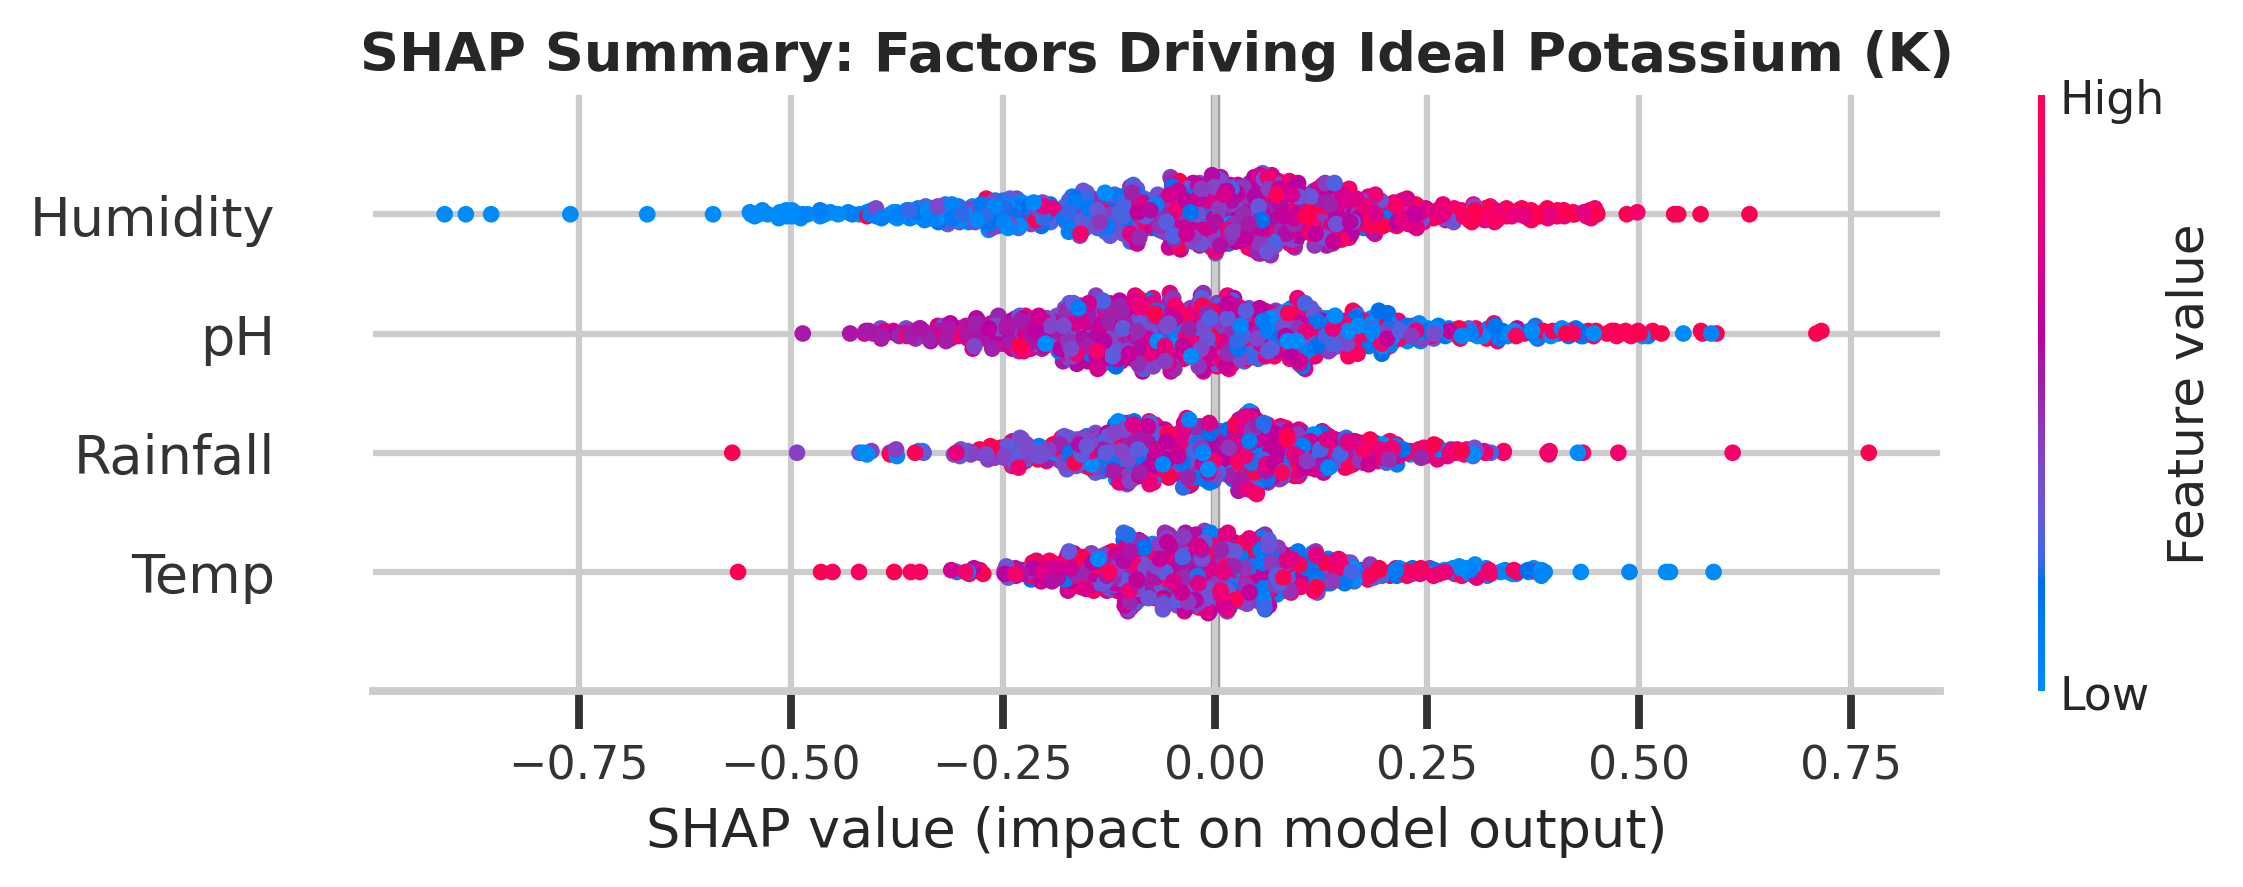 SHAP Summary: Factors Driving Ideal Potassium (K)
High
Humidity
pH
Rainfall
Temp
Feature value
Low
−0.75 −0.50 −0.25 0.00 0.25 0.50 0.75
SHAP value (impact on model output)